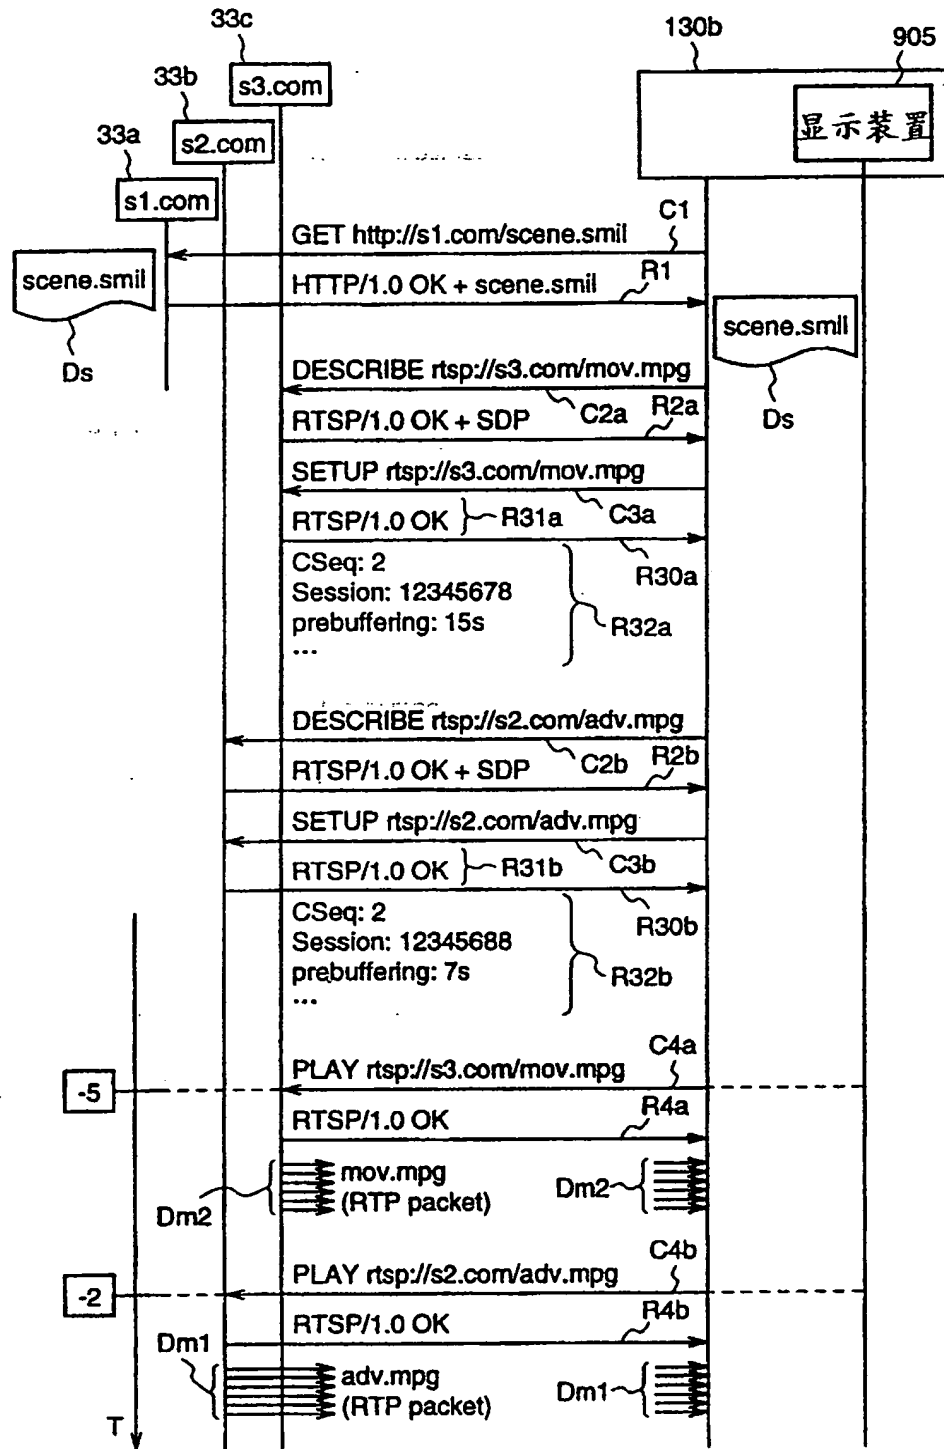 33c
130b
905
s3.com
33b
显示装置
s2.com
33a
s1.com
C1
GET http://s1.com/scene.smil
scene.smil
R1
HTTP/1.0 OK + scene.smil
scene.smil
Ds
DESCRIBE rtsp://s3.com/mov.mpg
Ds
C2a
R2a
RTSP/1.0 OK + SDP
SETUP rtsp://s3.com/mov.mpg
C3a
RTSP/1.0 OK
R31a
R30a
CSeq: 2
Session: 12345678
prebuffering: 15s
...
R32a
DESCRIBE rtsp://s2.com/adv.mpg
C2b
R2b
RTSP/1.0 OK + SDP
SETUP rtsp://s2.com/adv.mpg
C3b
RTSP/1.0 OK
R31b
R30b
CSeq: 2
Session: 12345688
prebuffering: 7s
...
R32b
C4a
PLAY rtsp://s3.com/mov.mpg
-5
R4a
RTSP/1.0 OK
mov.mpg
(RTP packet)
Dm2
Dm2
C4b
PLAY rtsp://s2.com/adv.mpg
-2
R4b
RTSP/1.0 OK
Dm1
adv.mpg
(RTP packet)
Dm1
T